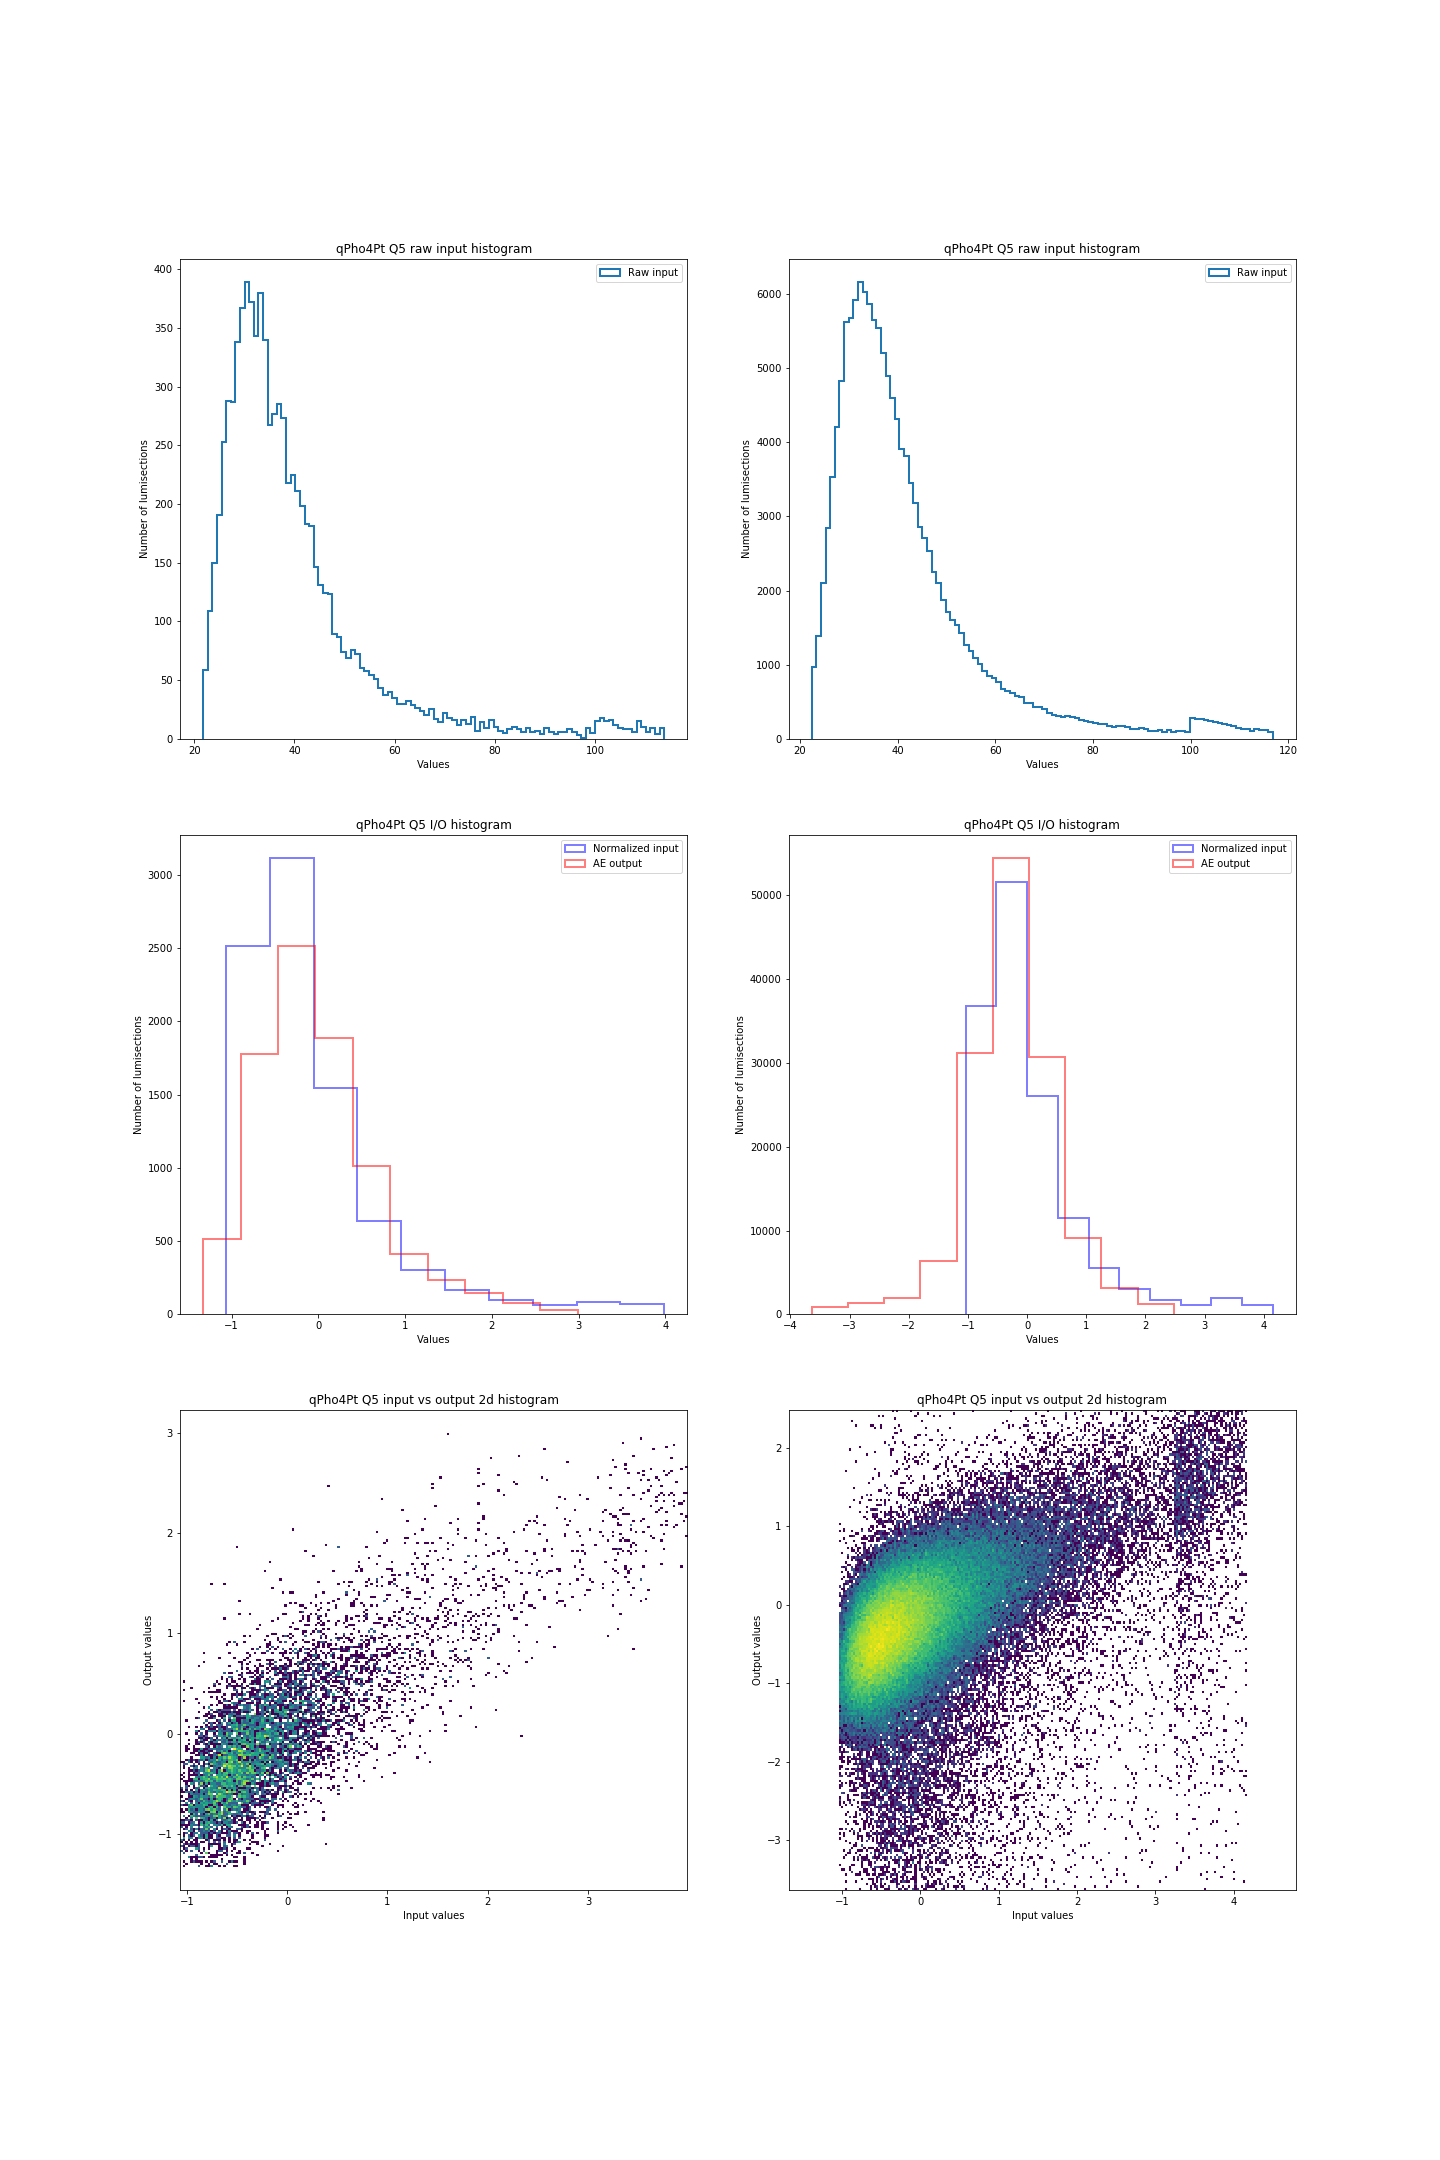 qPho4Pt Q5 raw input histogram
Raw input
Number of lumisections
400
350
300
250
200
150
100
50
0
20 40 60 80 100
Values
qPho4Pt Q5 raw input histogram
Raw input
Number of lumisections
6000
5000
4000
3000
2000
1000
0
20 40 60 80 100 120
Values
qPho4Pt Q5 I/O histogram
Normalized input
AE output
Number of lumisections
3000
2500
2000
1500
1000
500
0
−1 0 1 2 3 4
Values
qPho4Pt Q5 I/O histogram
Normalized input
AE output
Number of lumisections
50000
40000
30000
20000
10000
0
−4 −3 −2 −1 0 1 2 3 4
Values
qPho4Pt Q5 input vs output 2d histogram
Output values
3
2
1
0
−1
−1 0 1 2 3
Input values
qPho4Pt Q5 input vs output 2d histogram
Output values
2
1
0
−1
−2
−3
−1 0 1 2 3 4
Input values